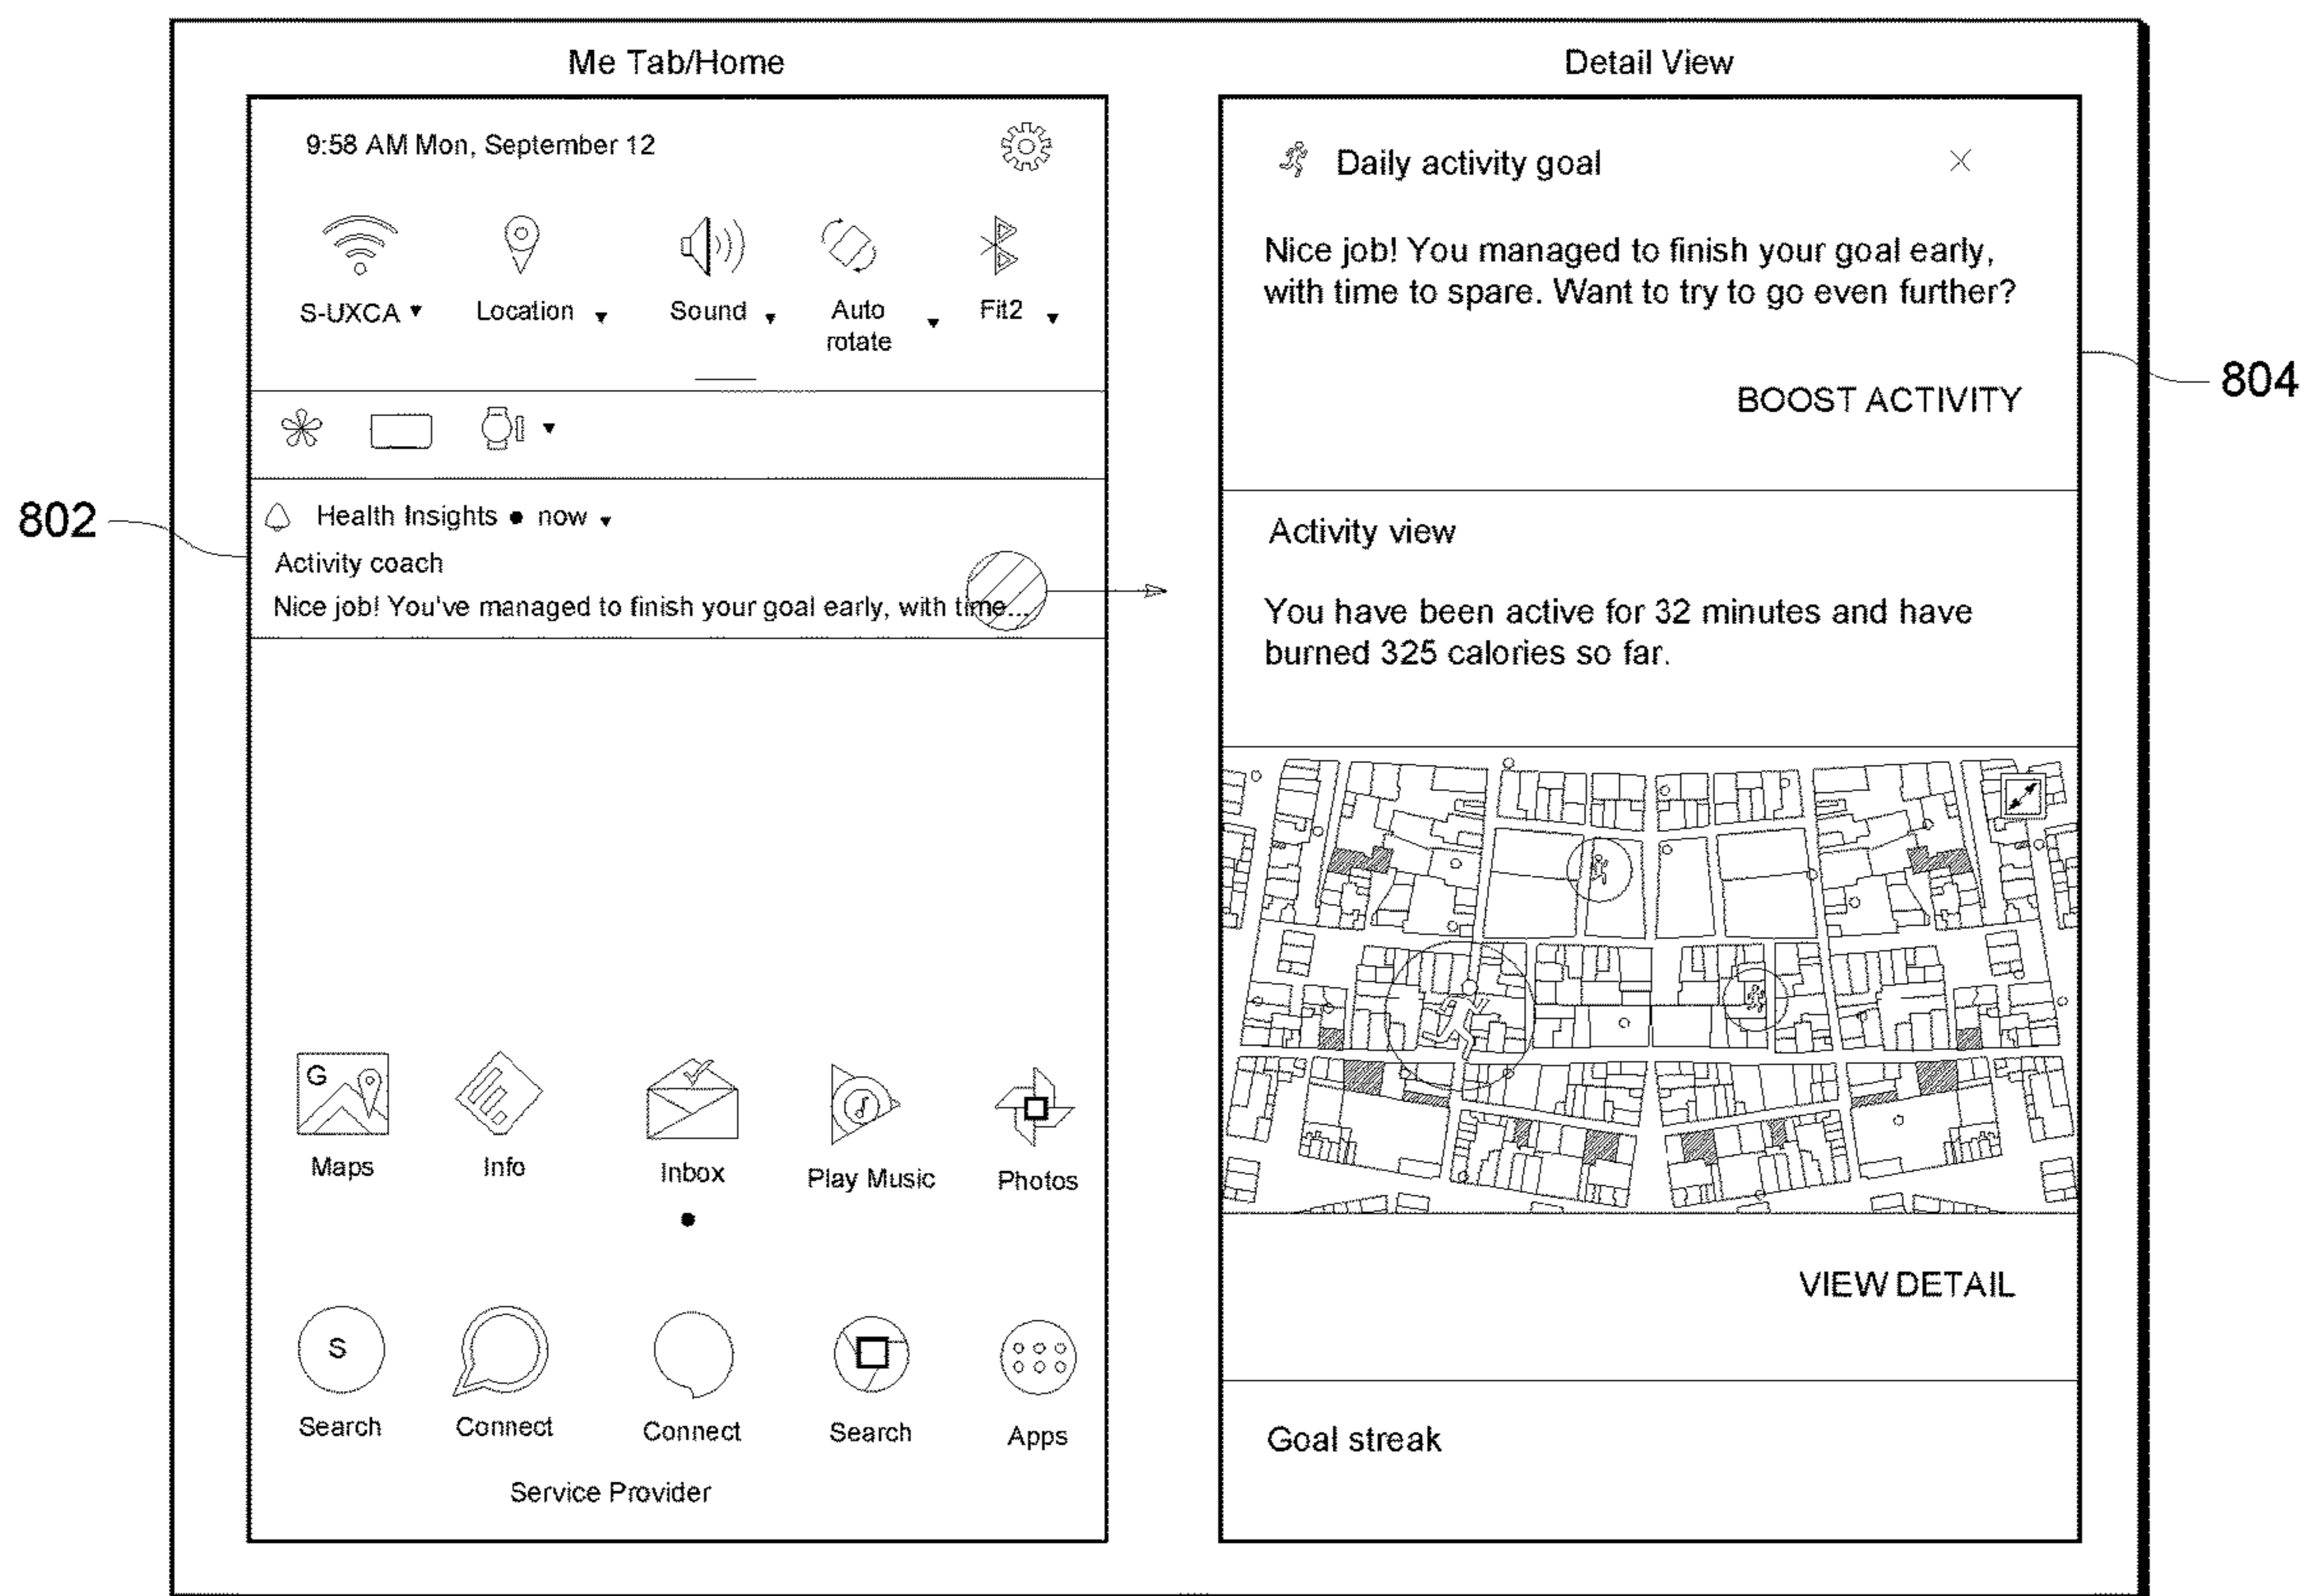 Me Tab/Home
9:58 AM Mon, September 12
S-UXCA
Location
Sound
Auto
rotate
Fit2
Health Insights • now
Activity coach
Nice job! You've managed to finish your goal early, with time...
802
G
Maps
Info
Inbox
Play Music
Photos
S
Search
Connect
Connect
Search
Apps
Service Provider
Detail View
Daily activity goal
Nice job! You managed to finish your goal early,
with time to spare. Want to try to go even further?
BOOST ACTIVITY
804
Activity view
You have been active for 32 minutes and have
burned 325 calories so far.
VIEW DETAIL
Goal streak